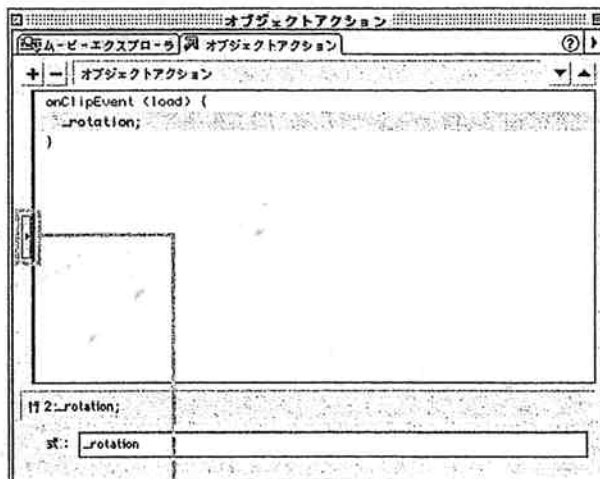 オブジェクトアクション
ムービーエクスプローラ オブジェクトアクション ?
+ − オブジェクトアクション
onClipEvent (load) {
_rotation;
}
行 2:_rotation;
式: _rotation